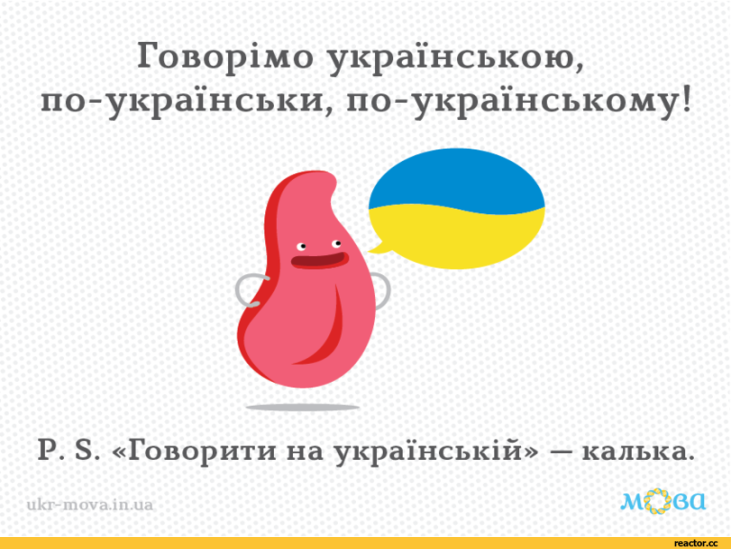 Говорімо українською,
по-українськи, по-українському!
P. S. «Говорити на українській» — калька.
ukr-mova.in.ua
мова
reactor.cc